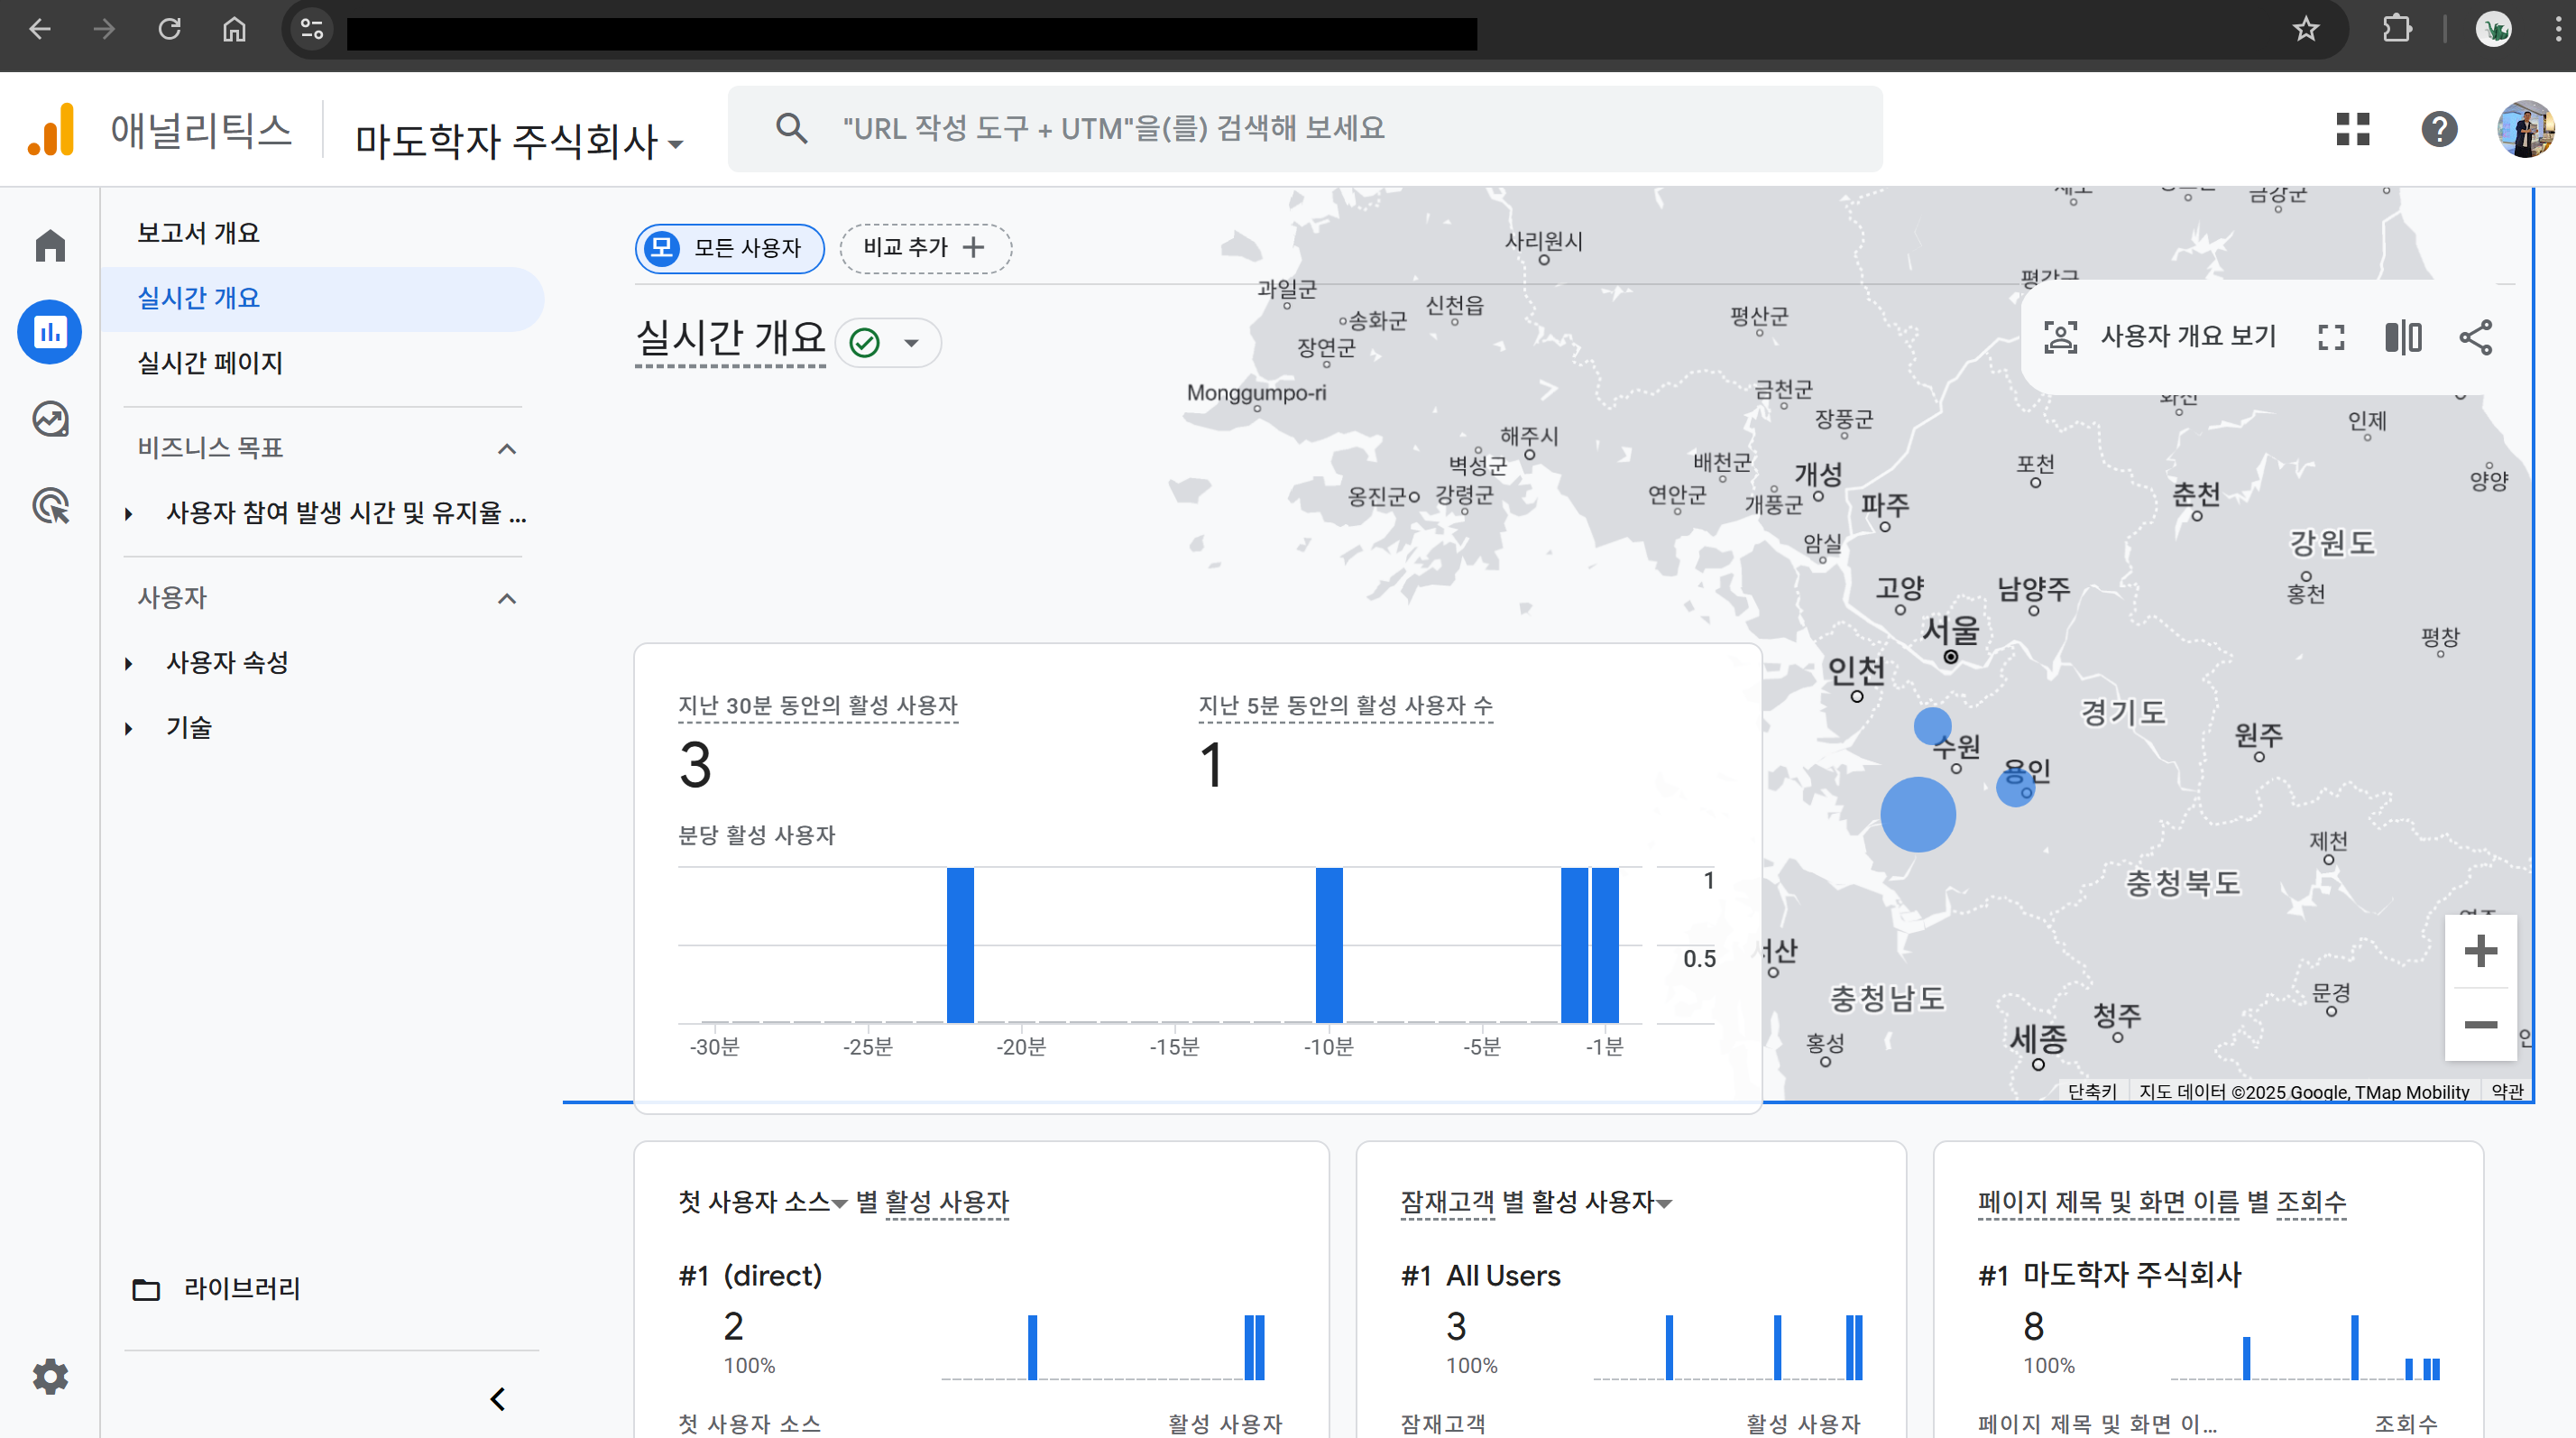 애널리틱스
마도학자 주식회사
"URL 작성 도구 + UTM"을(를) 검색해 보세요
보고서 개요
실시간 개요
실시간 페이지
비즈니스 목표
사용자 참여 발생 시간 및 유지율 ...
사용자
사용자 속성
기술
라이브러리
모 모든 사용자
비교 추가
실시간 개요
사용자 개요 보기
사리원시
금강군
평강군
과일군
송화군
신천읍
평산군
장연군
Monggumpo-ri
금천군
장풍군
화천
인제
해주시
벽성군
배천군
개성
포천
춘천
양양
옹진군
강령군
연안군
개풍군
파주
암실
강원도
고양
남양주
홍천
서울
평창
인천
경기도
수원
원주
용인
제천
충청북도
서산
충청남도
문경
청주
세종
홍성
단축키
지도 데이터 ©2025 Google, TMap Mobility
약관
지난 30분 동안의 활성 사용자
3
지난 5분 동안의 활성 사용자 수
1
분당 활성 사용자
1
0.5
-30분
-25분
-20분
-15분
-10분
-5분
-1분
첫 사용자 소스 별 활성 사용자
#1 (direct)
2
100%
첫 사용자 소스
활성 사용자
잠재고객 별 활성 사용자
#1 All Users
3
100%
잠재고객
활성 사용자
페이지 제목 및 화면 이름 별 조회수
#1 마도학자 주식회사
8
100%
페이지 제목 및 화면 이...
조회수